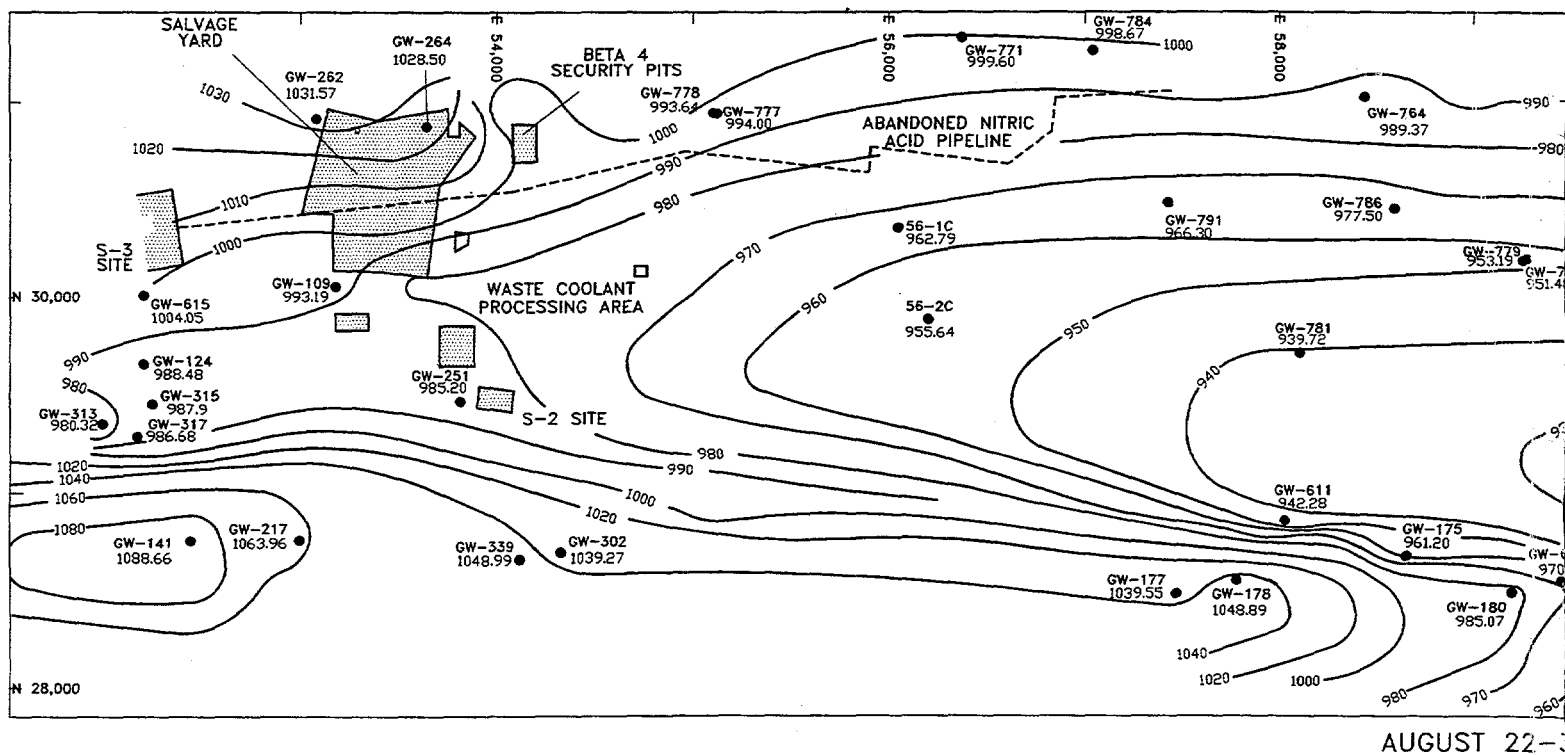 SALVAGE
YARD
GW-264
1028.50
BETA 4
SECURITY PITS
E 54,000
E 56,000
E 58,000
GW-784
998.67
GW-771
999.60
1000
GW-262
1031.57
1030
GW-778
993.64
GW-777
994.00
1000
ABANDONED NITRIC
ACID PIPELINE
990
GW-764
989.37
1020
990
980
980
1010
GW-791
966.30
GW-786
977.50
S-3
SITE
1000
56-1C
962.79
970
GW-779
953.19
951.48
GW-109
993.19
WASTE COOLANT
PROCESSING AREA
N 30,000
GW-615
1004.05
960
56-2C
955.64
950
GW-781
939.72
990
GW-124
988.48
940
980
GW-315
987.9
GW-251
985.20
GW-313
980.32
GW-317
986.68
S-2 SITE
980
990
1020
1040
1060
1000
1020
GW-611
942.28
1080
GW-141
1088.66
GW-217
1063.96
GW-339
1048.99
GW-302
1039.27
GW-175
961.20
970
GW-177
1039.55
GW-178
1048.89
GW-180
985.07
1040
1020
1000
980
970
960
N 28,000
AUGUST 22-